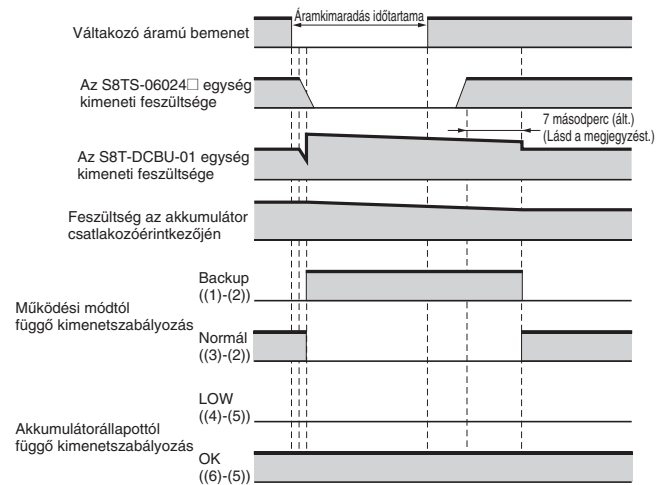 Áramkimaradás időtartama
Váltakozó áramú bemenet
Az S8TS-06024□ egység
kimeneti feszültsége
7 másodperc (ált.)
(Lásd a megjegyzést.)
Az S8T-DCBU-01 egység
kimeneti feszültsége
Feszültség az akkumulátor
csatlakozóérintkezőjén
Működési módtól
függő kimenetszabályozás
Backup
((1)-(2))
Normál
((3)-(2))
Akkumulátorállapottól
függő kimenetszabályozás
LOW
((4)-(5))
OK
((6)-(5))